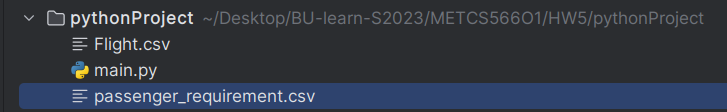 pythonProject ~/Desktop/BU-learn-S2023/METCS566O1/HW5/pythonProject
Flight.csv
main.py
passenger_requirement.csv